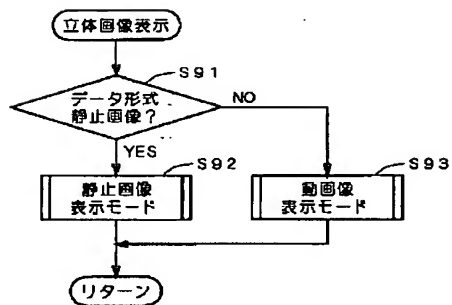 立体画像表示
S91
データ形式
静止画像?
NO
YES
S92
静止画像
表示モード
S93
動画像
表示モード
リターン